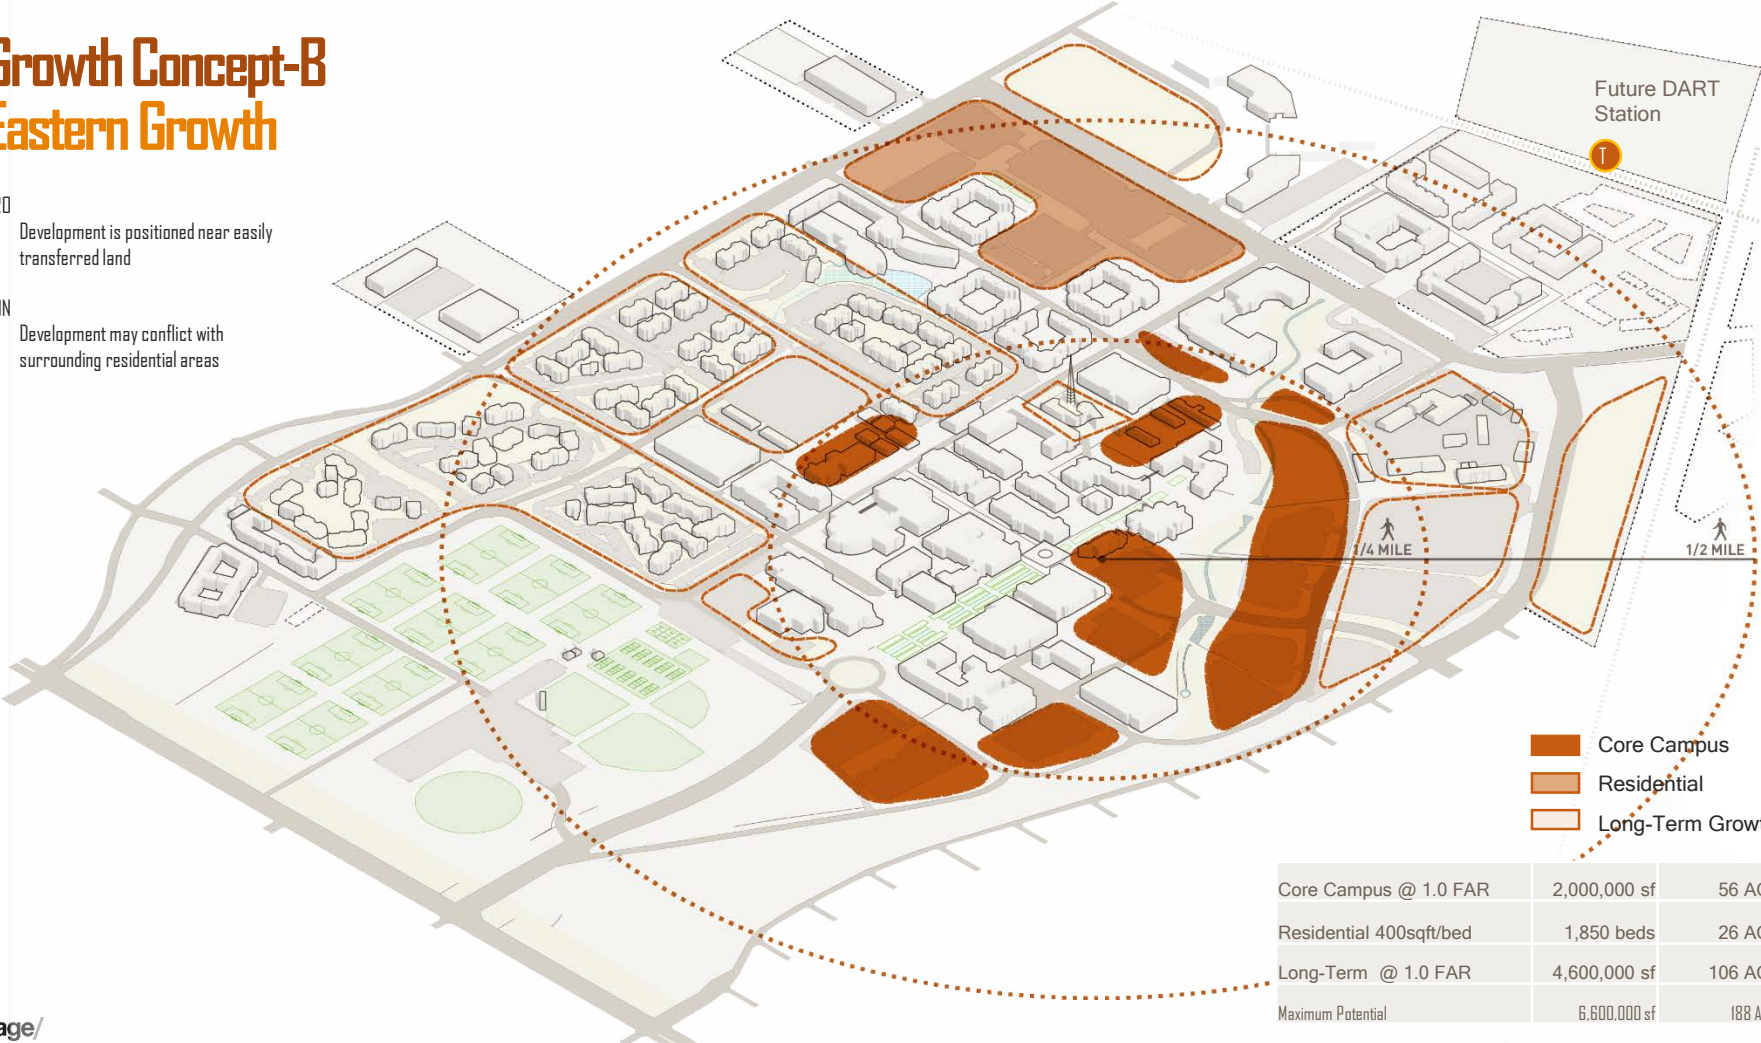 Growth Concept-B
Eastern Growth
Development is positioned near easily
transferred land
Development may conflict with
surrounding residential areas
Future DART
Station
T
1/4 MILE
1/2 MILE
Core Campus
Residential
Long-Term Growt
Core Campus @ 1.0 FAR 2,000,000 sf 56 AC
Residential 400sqft/bed 1,850 beds 26 AC
Long-Term @ 1.0 FAR 4,600,000 sf 106 AC
Maximum Potential 6,600,000 sf 188 A
age/